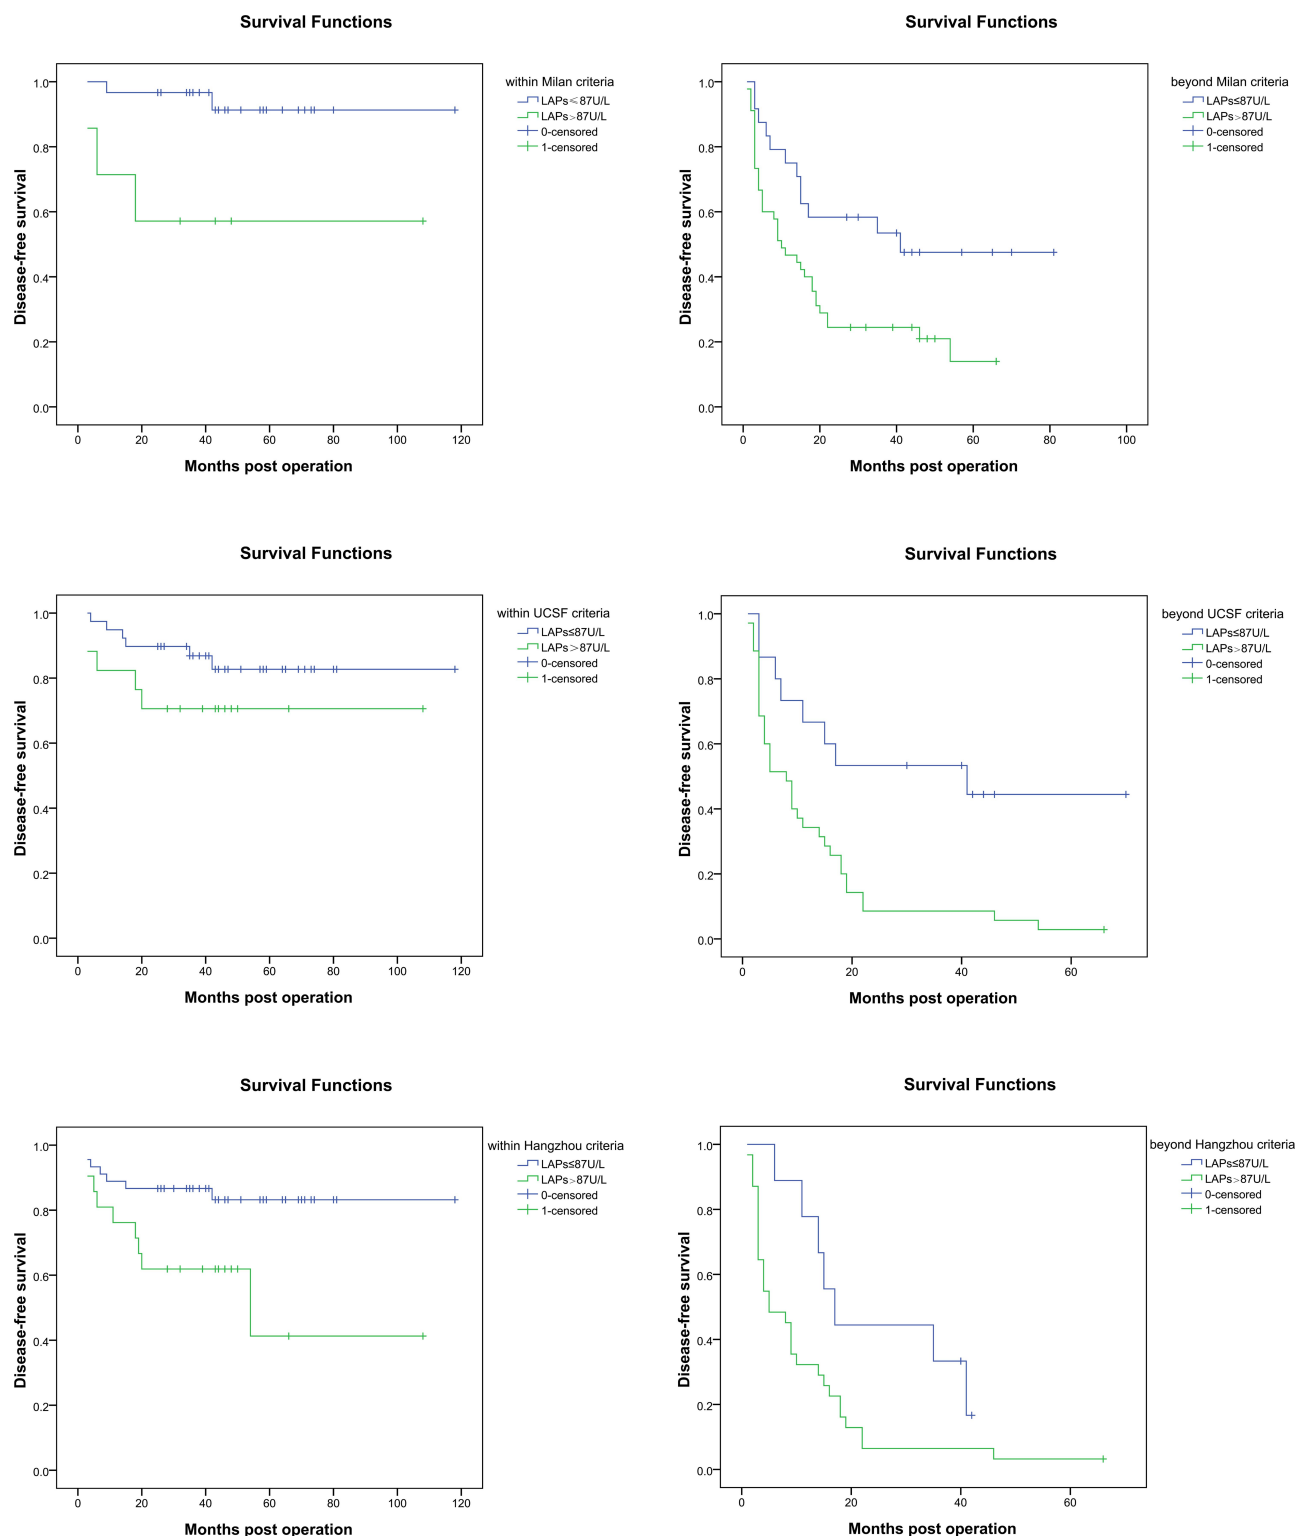 Survival Functions
within Milan criteria
LAPs≤87U/L
LAPs>87U/L
0-censored
1-censored
1.0
0.8
0.6
0.4
0.2
0.0
Disease-free survival
0 20 40 60 80 100 120
Months post operation
Survival Functions
beyond Milan criteria
LAPs≤87U/L
LAPs>87U/L
0-censored
1-censored
1.0
0.8
0.6
0.4
0.2
0.0
Disease-free survival
0 20 40 60 80 100
Months post operation
Survival Functions
within UCSF criteria
LAPs≤87U/L
LAPs>87U/L
0-censored
1-censored
1.0
0.8
0.6
0.4
0.2
0.0
Disease-free survival
0 20 40 60 80 100 120
Months post operation
Survival Functions
beyond UCSF criteria
LAPs≤87U/L
LAPs>87U/L
0-censored
1-censored
1.0
0.8
0.6
0.4
0.2
0.0
Disease-free survival
0 20 40 60
Months post operation
Survival Functions
within Hangzhou criteria
LAPs≤87U/L
LAPs>87U/L
0-censored
1-censored
1.0
0.8
0.6
0.4
0.2
0.0
Disease-free survival
0 20 40 60 80 100 120
Months post operation
Survival Functions
beyond Hangzhou criteria
LAPs≤87U/L
LAPs>87U/L
0-censored
1-censored
1.0
0.8
0.6
0.4
0.2
0.0
Disease-free survival
0 20 40 60
Months post operation